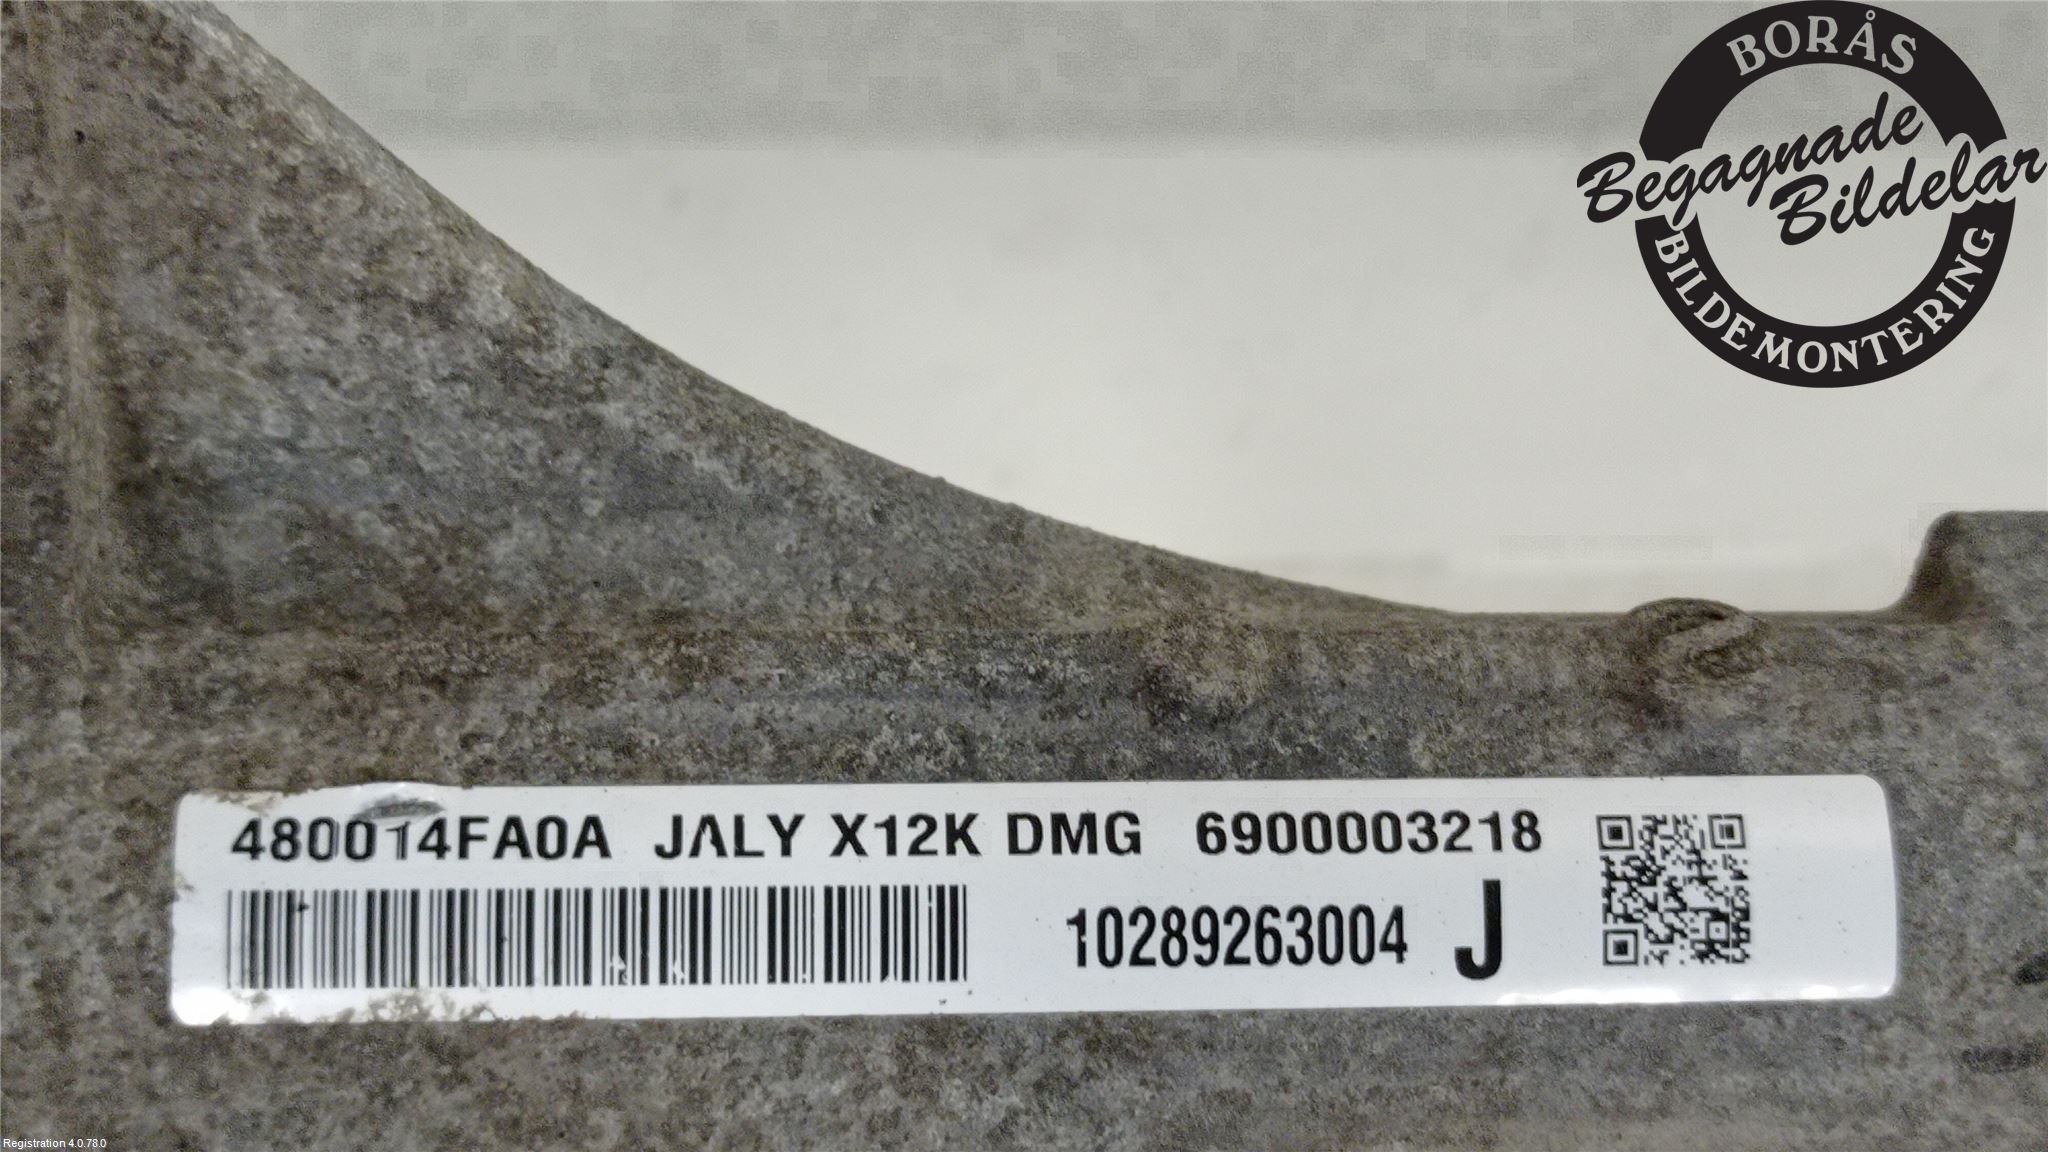 BORÅS
Begagnade
Bildelar
BILDEMONTERING
480014FA0A JALY X12K DMG 6900003218
10289263004 J
Registration 4.0.78.0